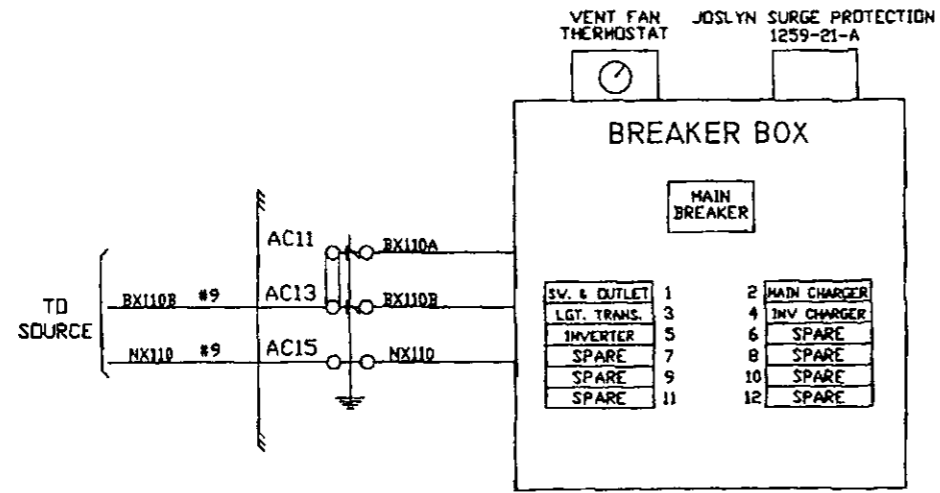 VENT FAN
THERMOSTAT
JOSLYN SURGE PROTECTION
1259-21-A
BREAKER BOX
MAIN
BREAKER
AC11
BX110A
TO
SOURCE
BX110B #9
AC13
BX110B
NX110 #9
AC15
NX110
SW. & OUTLET 1
LGT. TRANS. 3
INVERTER 5
SPARE 7
SPARE 9
SPARE 11
2 MAIN CHARGER
4 INV CHARGER
6 SPARE
8 SPARE
10 SPARE
12 SPARE